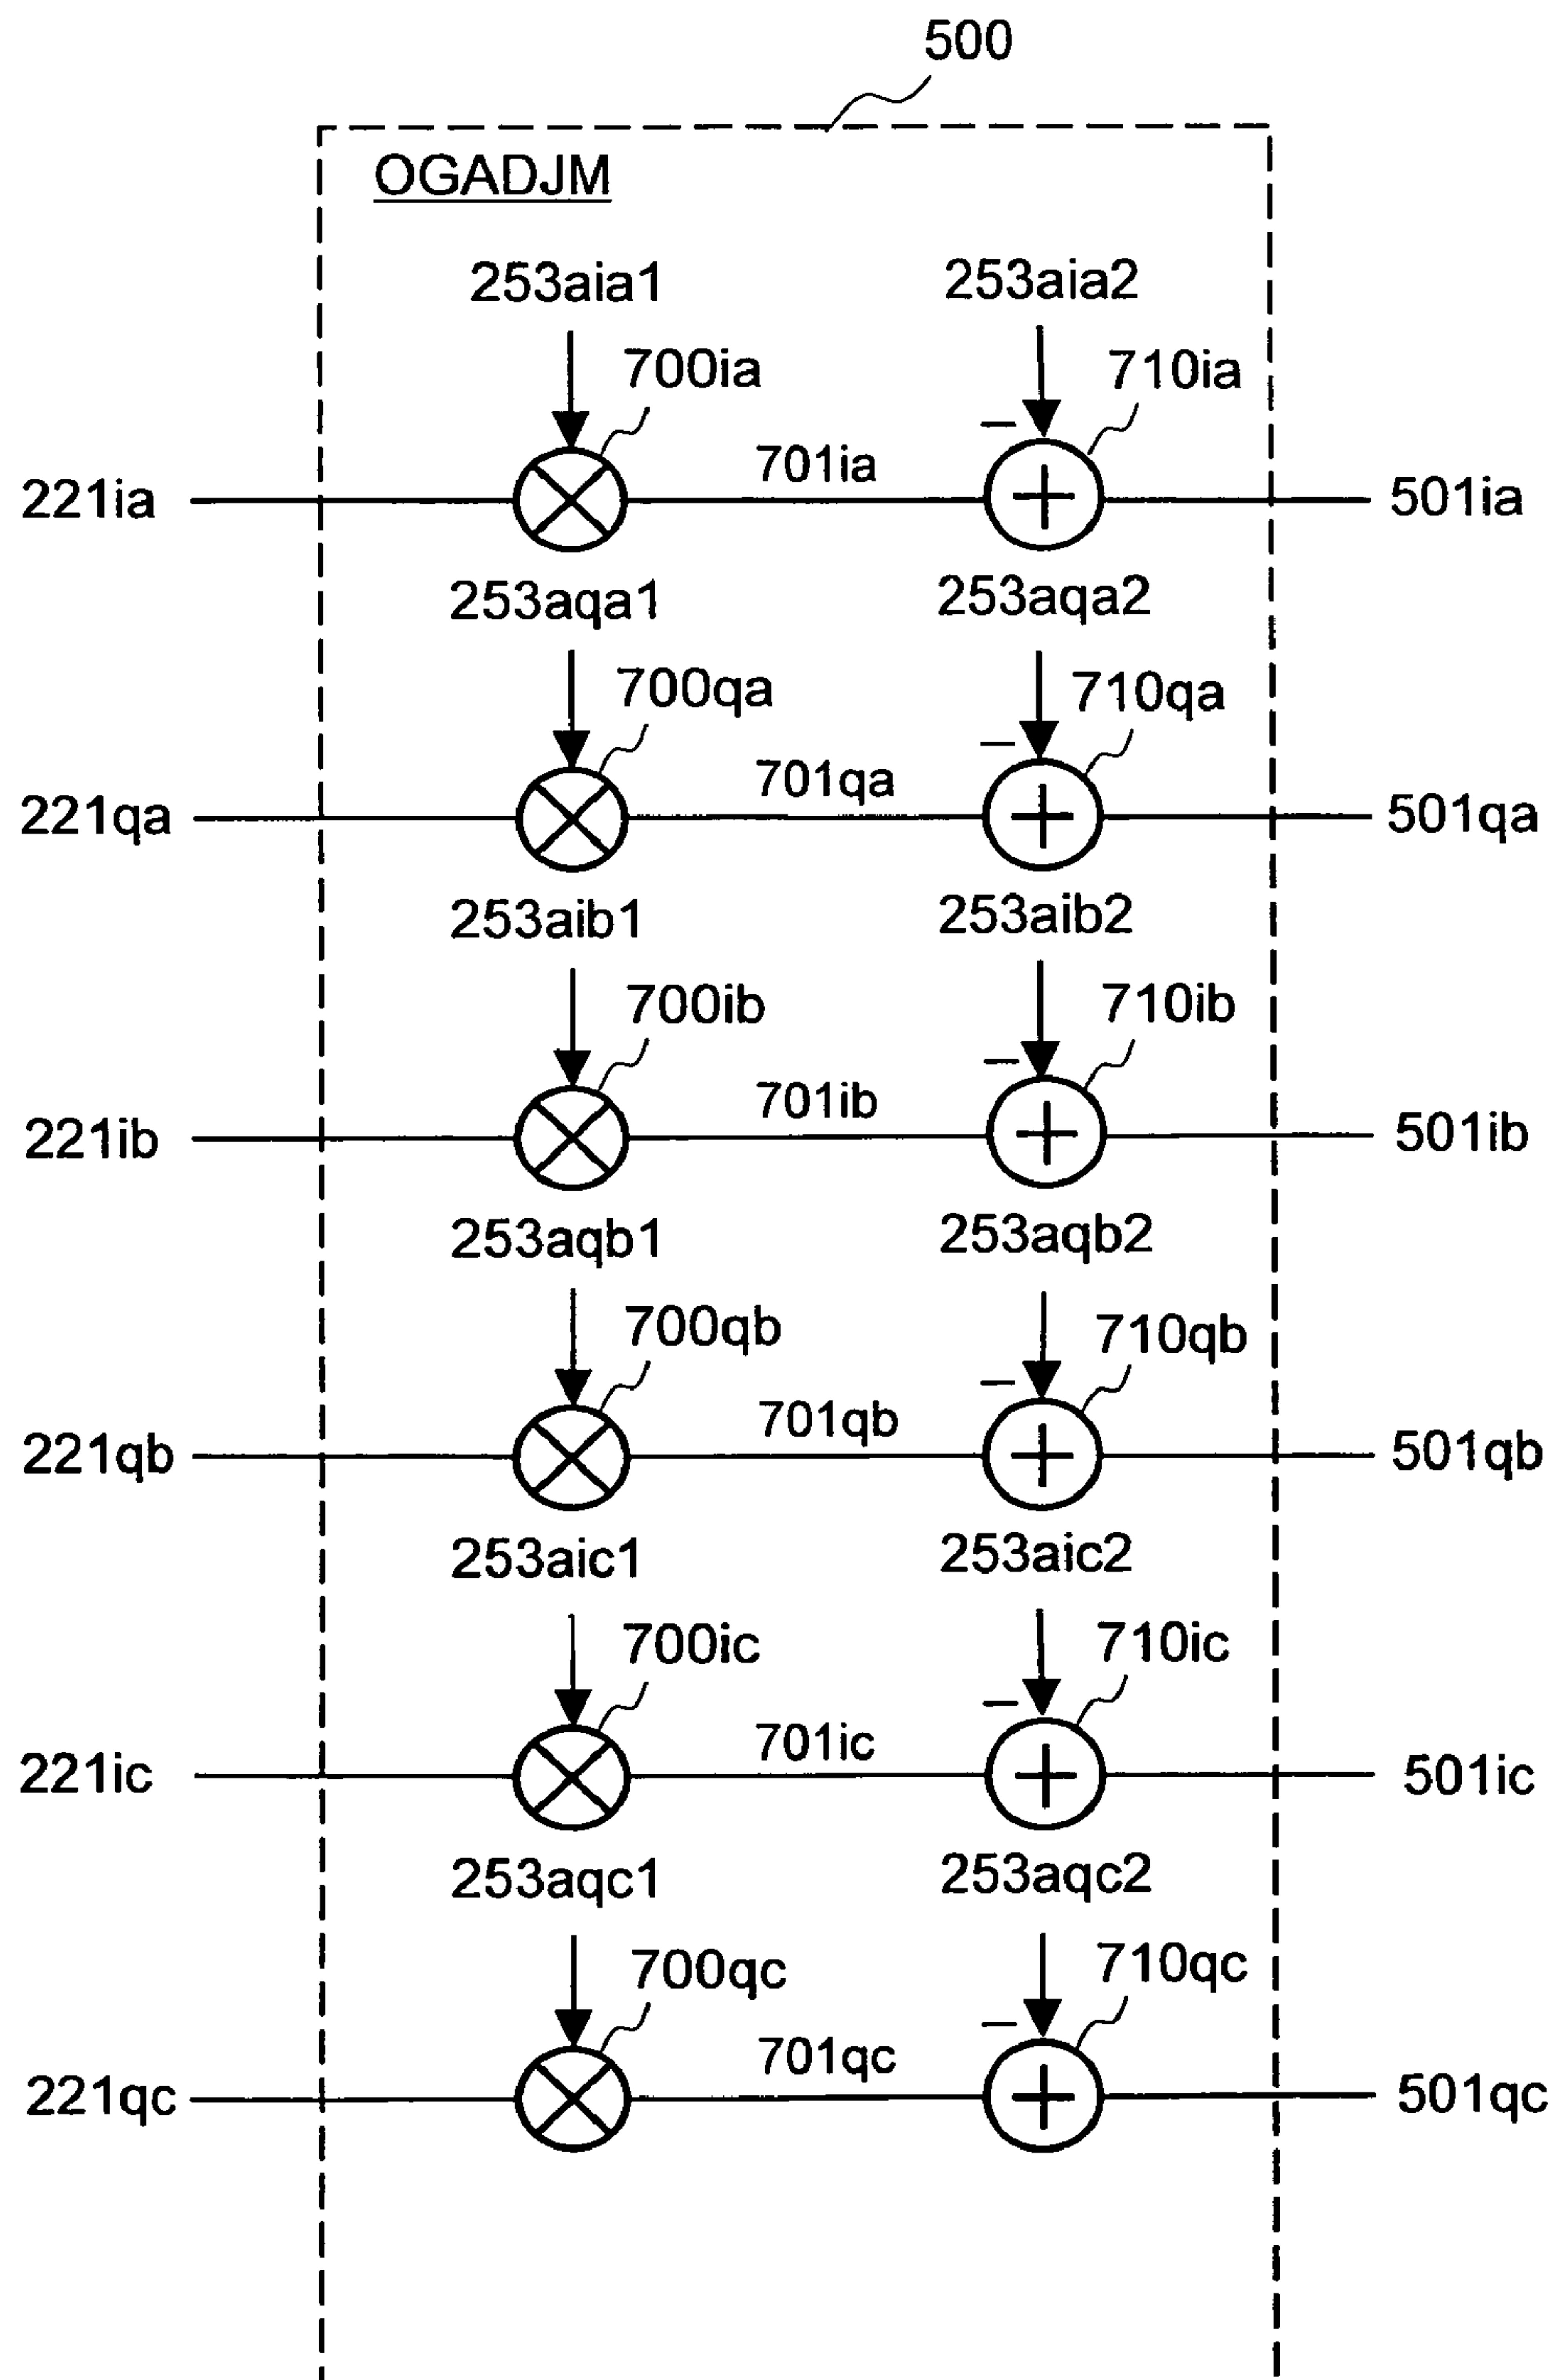 500
OGADJM
253aia1 253aia2
700ia 710ia
221ia 701ia 501ia
253aqa1 253aqa2
700qa 710qa
221qa 701qa 501qa
253aib1 253aib2
700ib 710ib
221ib 701ib 501ib
253aqb1 253aqb2
700qb 710qb
221qb 701qb 501qb
253aic1 253aic2
700ic 710ic
221ic 701ic 501ic
253aqc1 253aqc2
700qc 710qc
221qc 701qc 501qc